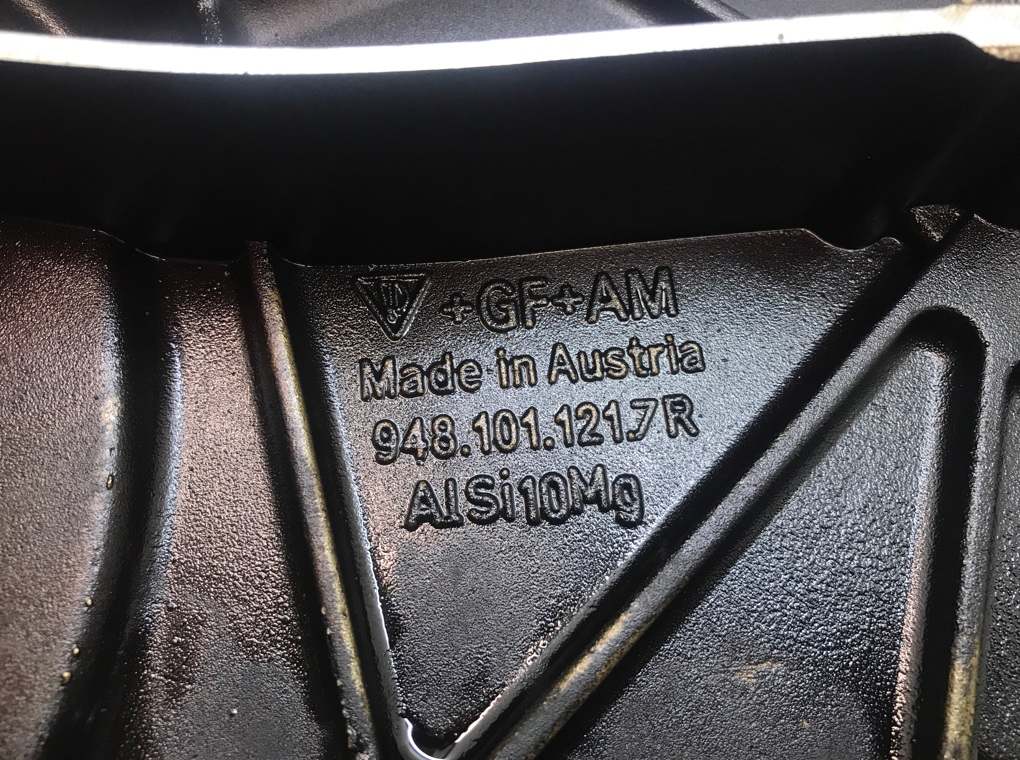 +GF+AM
Made in Austria
948.101.121.7R
AlSi10Mg